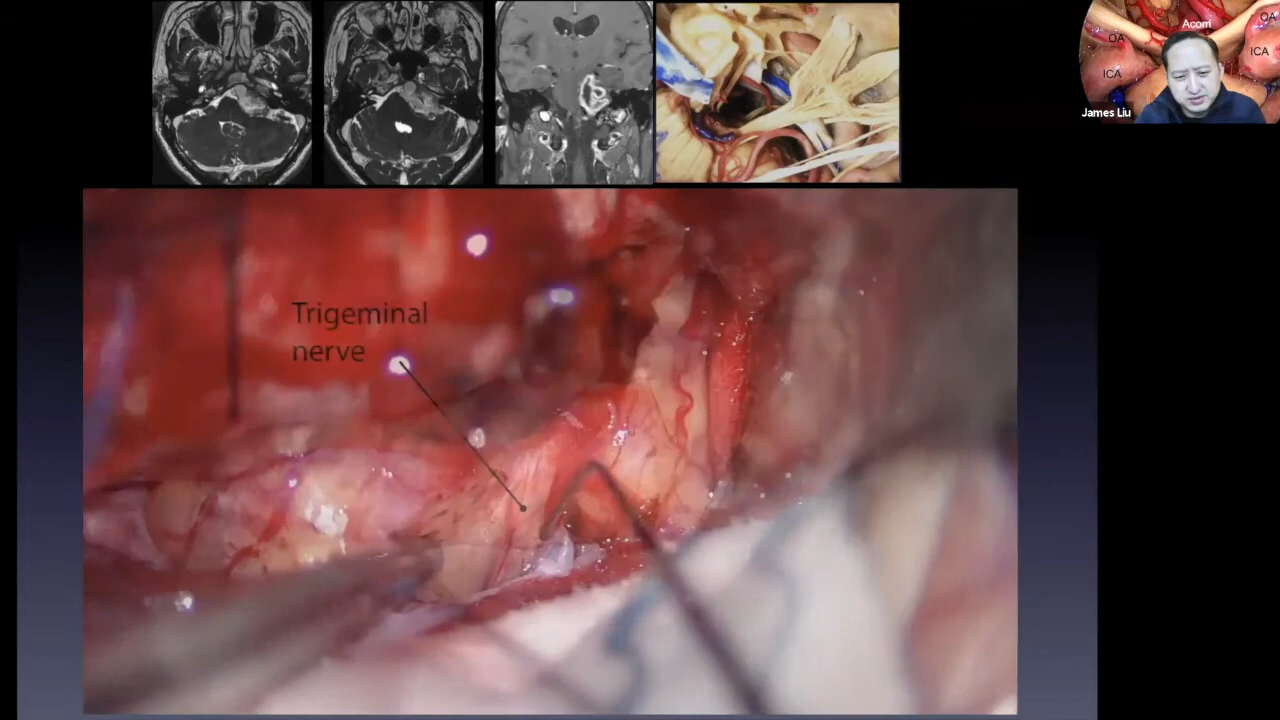 OA
Acom
OA
ICA
ICA
James Liu
Trigeminal
nerve